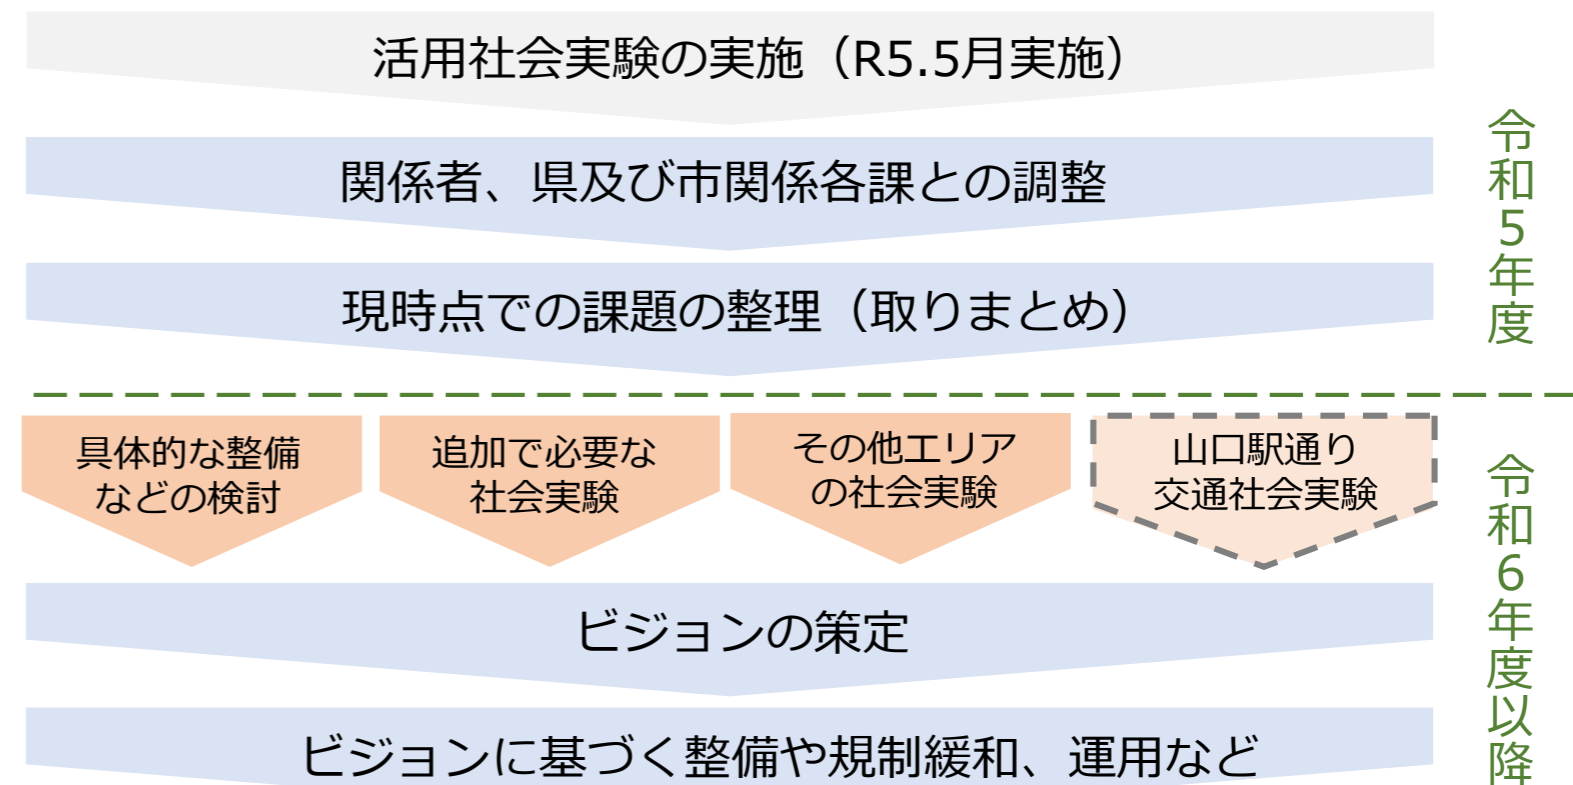 活用社会実験の実施（R5.5月実施）
関係者、県及び市関係各課との調整
現時点での課題の整理（取りまとめ）
令和5年度
具体的な整備
などの検討
追加で必要な
社会実験
その他エリア
の社会実験
山口駅通り
交通社会実験
ビジョンの策定
ビジョンに基づく整備や規制緩和、運用など
令和6年度以降